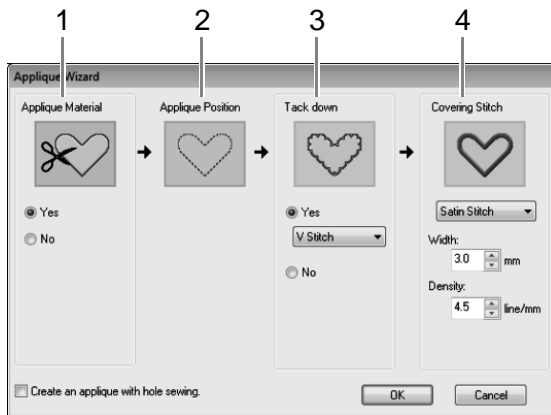 1 2 3 4
Applique Wizard
Applique Material
Yes
No
Applique Position
Tack down
Yes
V Stitch
No
Covering Stitch
Satin Stitch
Width:
3.0 mm
Density:
4.5 line/mm
Create an applique with hole sewing.
OK Cancel